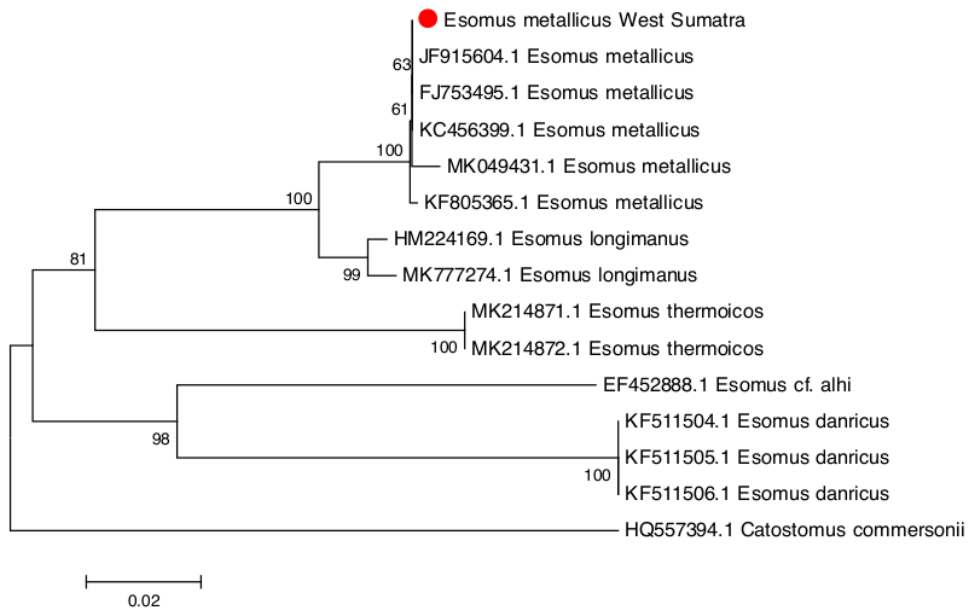 Esomus metallicus West Sumatra
JF915604.1 Esomus metallicus
63
FJ753495.1 Esomus metallicus
61
KC456399.1 Esomus metallicus
100
MK049431.1 Esomus metallicus
100
KF805365.1 Esomus metallicus
HM224169.1 Esomus longimanus
81
99
MK777274.1 Esomus longimanus
MK214871.1 Esomus thermoicos
100
MK214872.1 Esomus thermoicos
EF452888.1 Esomus cf. alhi
KF511504.1 Esomus danricus
98
KF511505.1 Esomus danricus
100
KF511506.1 Esomus danricus
HQ557394.1 Catostomus commersonii
0.02